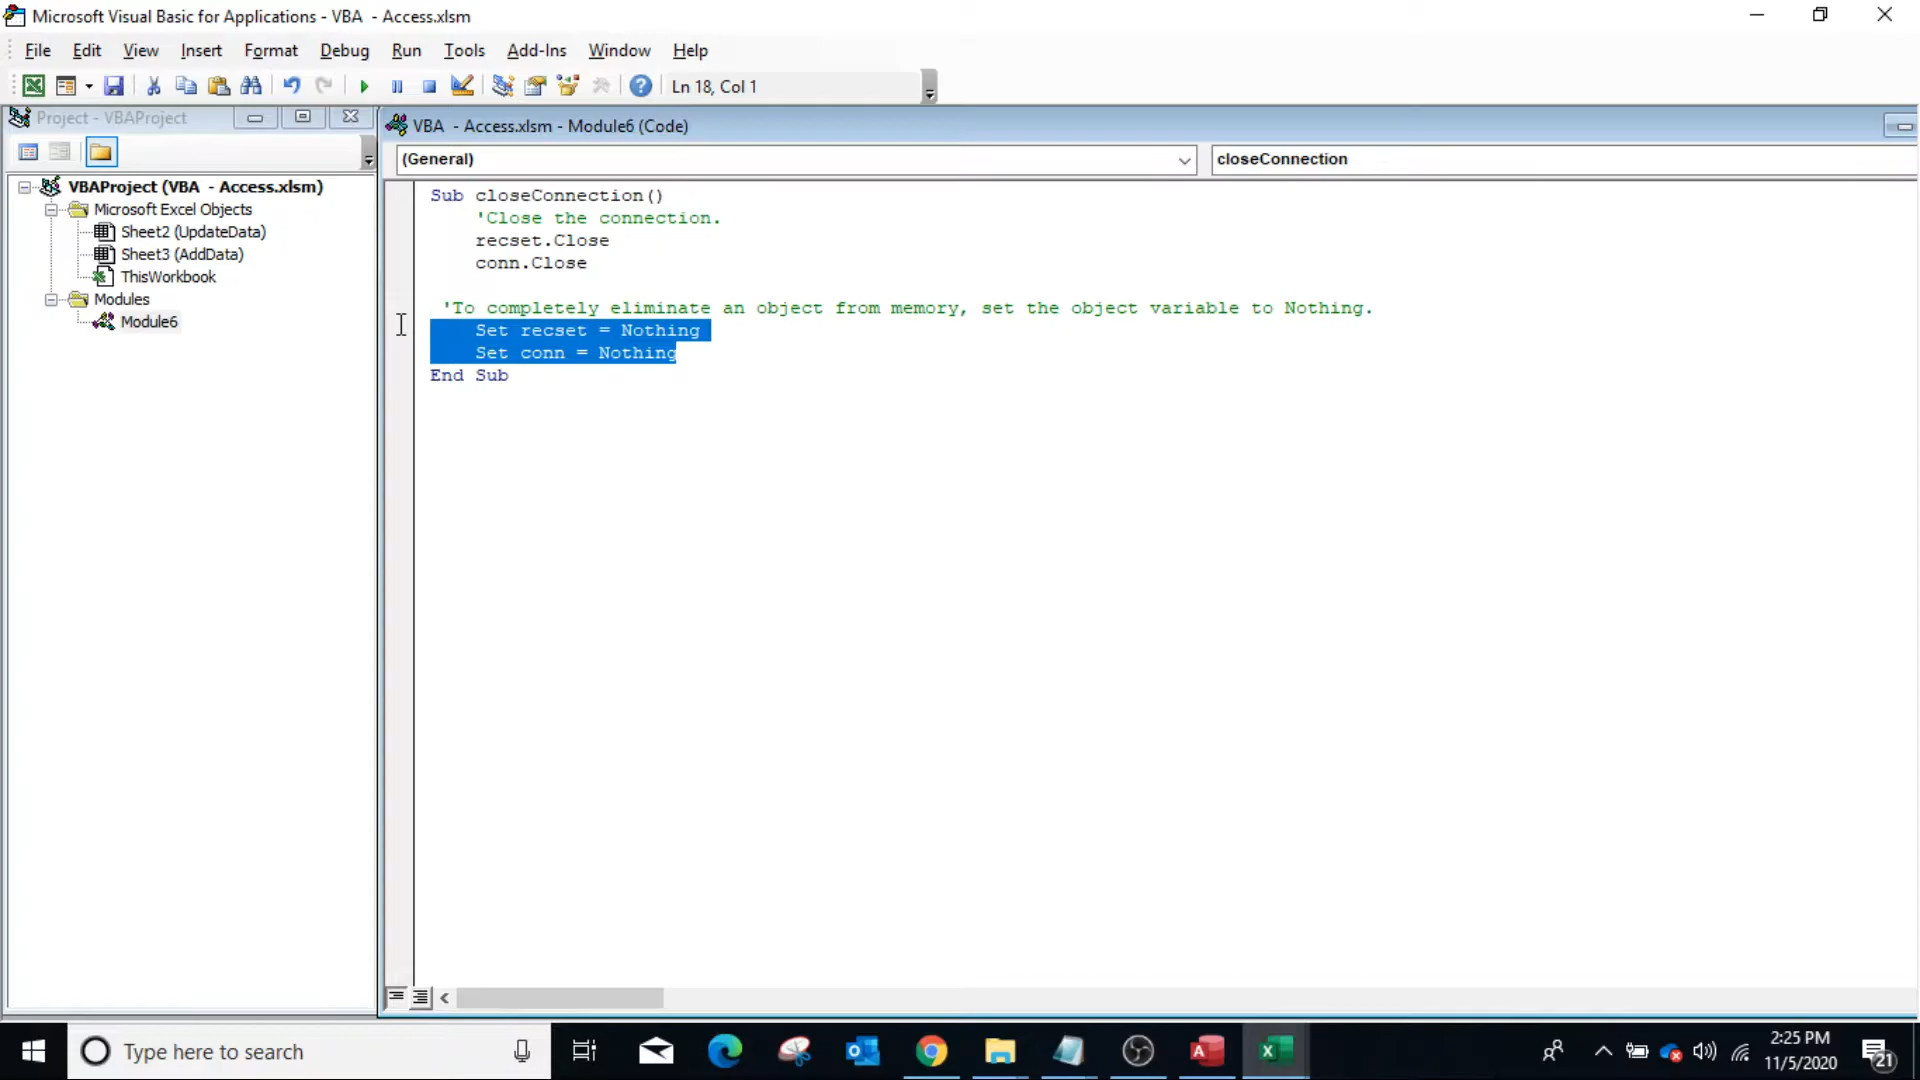 Microsoft Visual Basic for Applications - VBA  - Access.xlsm
File Edit View Insert Format Debug Run Tools Add-Ins Window Help
Ln 18, Col 1
Project - VBAProject
VBAProject (VBA  - Access.xlsm)
Microsoft Excel Objects
Sheet2 (UpdateData)
Sheet3 (AddData)
ThisWorkbook
Modules
Module6
VBA  - Access.xlsm - Module6 (Code)
(General) closeConnection
Sub closeConnection()
'Close the connection.
recset.Close
conn.Close
'To completely eliminate an object from memory, set the object variable to Nothing.
Set recset = Nothing
Set conn = Nothing
End Sub
Type here to search
2:25 PM
11/5/2020
21